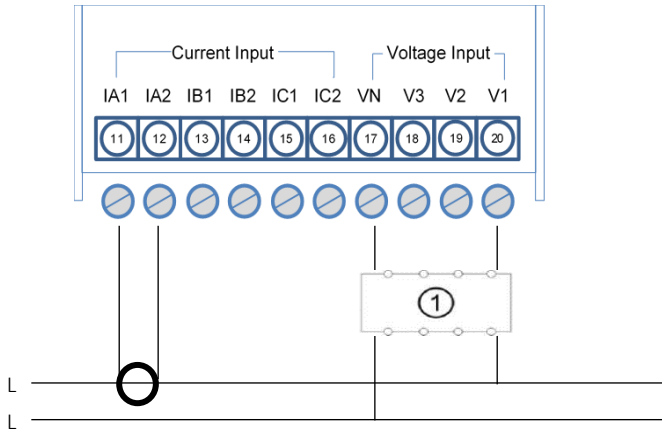 Current Input Voltage Input
IA1 IA2 IB1 IB2 IC1 IC2 VN V3 V2 V1
11 12 13 14 15 16 17 18 19 20
1
L
L